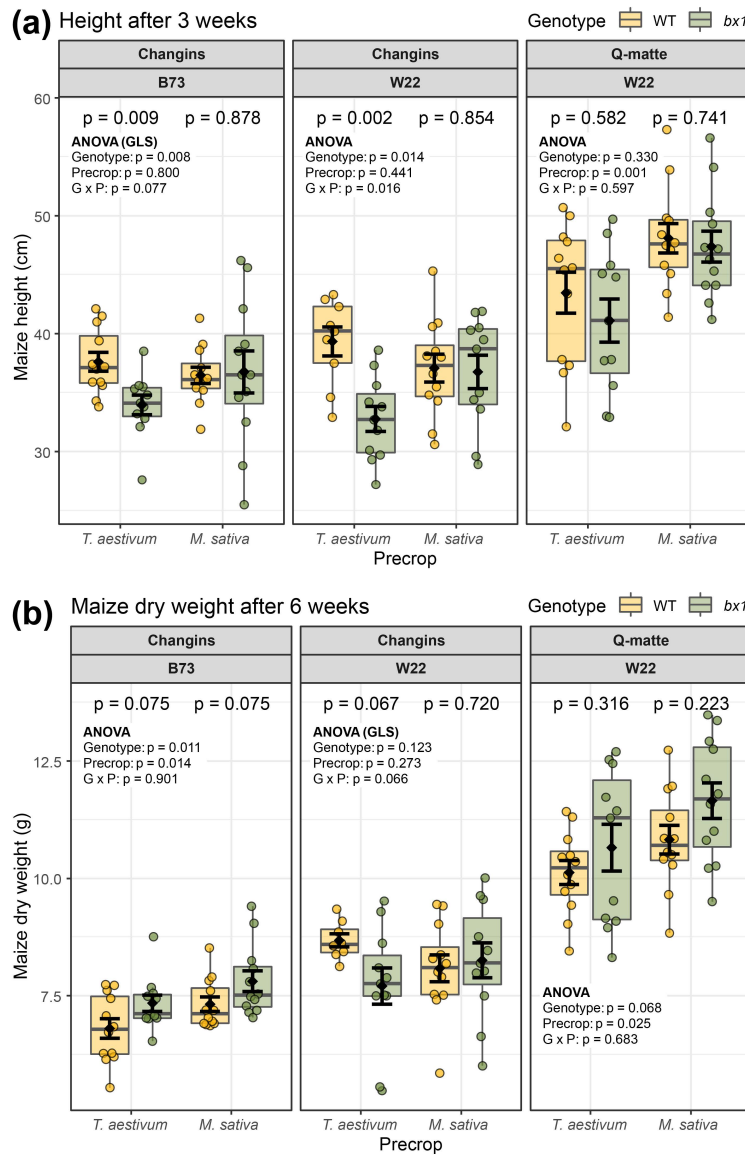 (a) Height after 3 weeks
Genotype WT bx1
Changins Changins Q-matte
B73 W22 W22
60
p = 0.009 p = 0.878 p = 0.002 p = 0.854 p = 0.582 p = 0.741
ANOVA (GLS) ANOVA ANOVA
Genotype: p = 0.008 Genotype: p = 0.014 Genotype: p = 0.330
Precrop: p = 0.800 Precrop: p = 0.441 Precrop: p = 0.001
G x P: p = 0.077 G x P: p = 0.016 G x P: p = 0.597
50
Maize height (cm)
40
30
T. aestivum M. sativa T. aestivum M. sativa T. aestivum M. sativa
Precrop
(b) Maize dry weight after 6 weeks
Genotype WT bx1
Changins Changins Q-matte
B73 W22 W22
p = 0.075 p = 0.075 p = 0.067 p = 0.720 p = 0.316 p = 0.223
ANOVA ANOVA (GLS)
Genotype: p = 0.011 Genotype: p = 0.123
Precrop: p = 0.014 Precrop: p = 0.273
G x P: p = 0.901 G x P: p = 0.066
12.5
Maize dry weight (g)
10.0
7.5
ANOVA
Genotype: p = 0.068
Precrop: p = 0.025
G x P: p = 0.683
T. aestivum M. sativa T. aestivum M. sativa T. aestivum M. sativa
Precrop